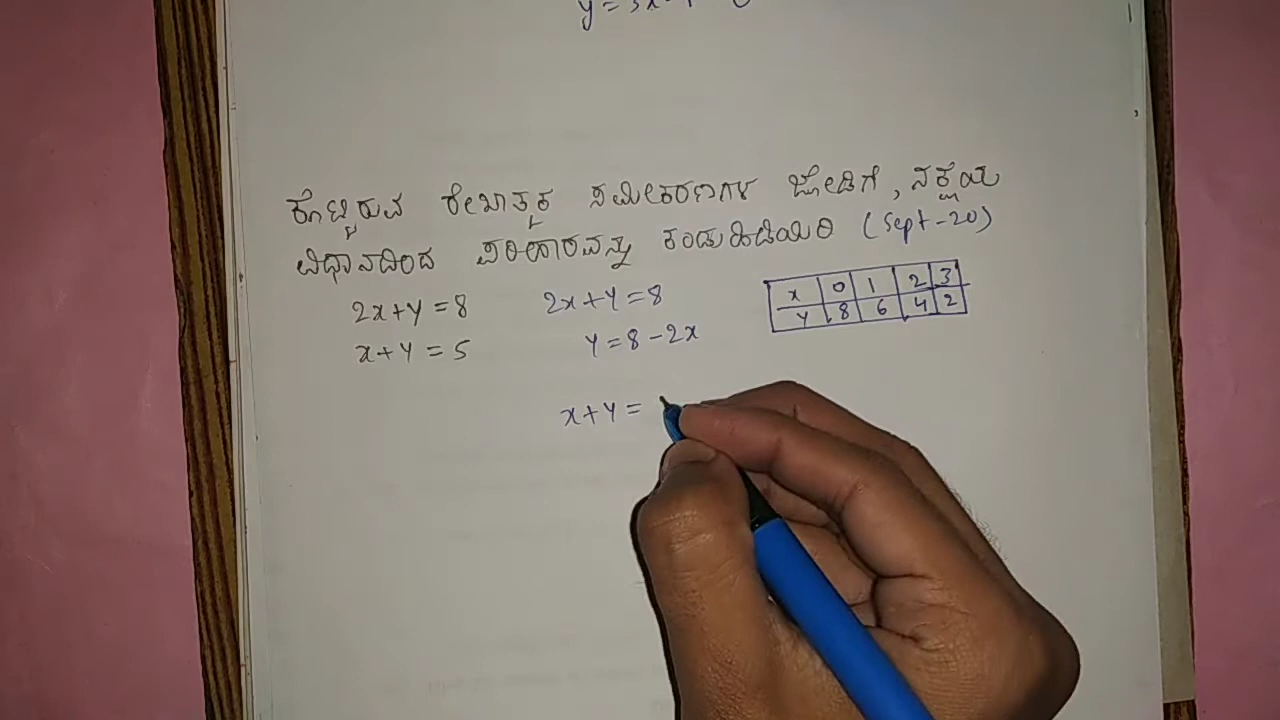 y = 3x
ಕೊಟ್ಟಿರುವ ರೇಖಾತ್ಮಕ ಸಮೀಕರಣಗಳ ಜೋಡಿಗೆ, ನಕ್ಷೆಯ
ವಿಧಾನದಿಂದ ಪರಿಹಾರವನ್ನು ಕಂಡುಹಿಡಿಯಿರಿ (Sept-20)
2x+y=8 2x+y=8
x+y=5 y=8-2x
x 0 1 2 3
y 8 6 4 2
x+y=